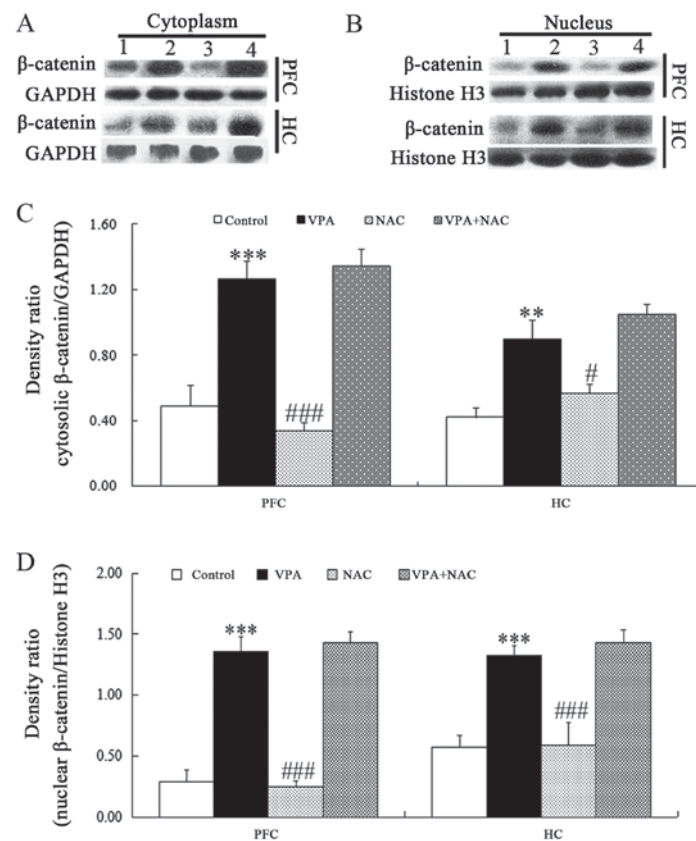 A
Cytoplasm
1 2 3 4
β-catenin
GAPDH
PFC
β-catenin
GAPDH
HC
B
Nucleus
1 2 3 4
β-catenin
Histone H3
PFC
β-catenin
Histone H3
HC
C
Control VPA NAC VPA+NAC
Density ratio
(cytosolic β-catenin/GAPDH)
1.60
1.20
0.80
0.40
0.00
***
###
**
#
PFC HC
D
Control VPA NAC VPA+NAC
Density ratio
(nuclear β-catenin/Histone H3)
2.00
1.50
1.00
0.50
0.00
***
###
***
###
PFC HC